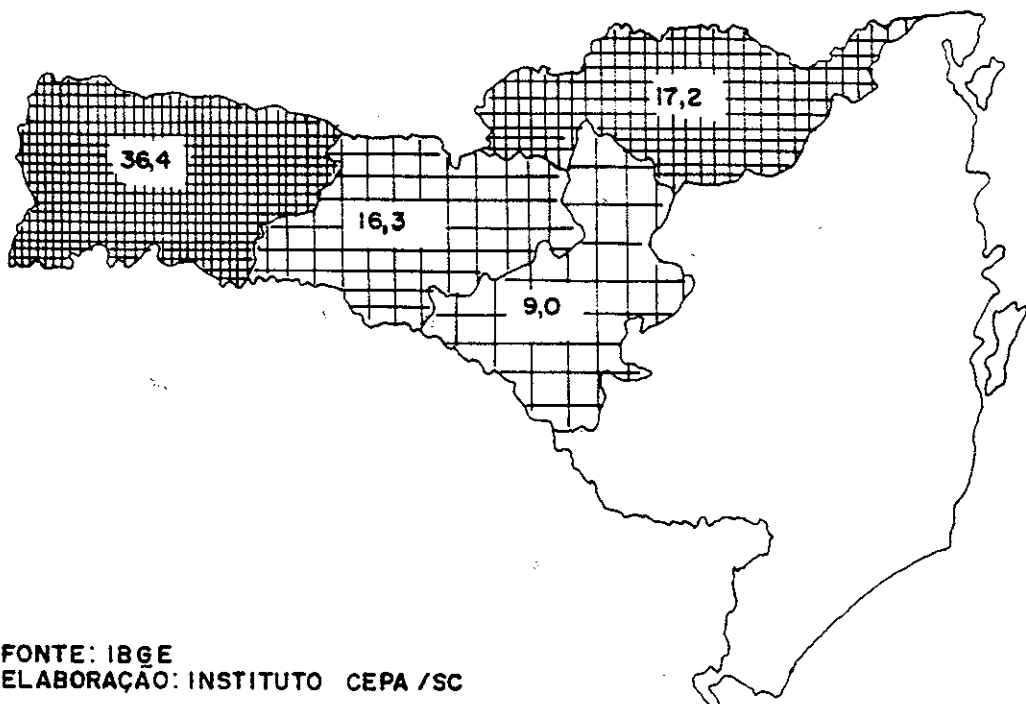 17,2
36,4
16,3
9,0
FONTE: IBGE
ELABORAÇÃO: INSTITUTO CEPA /SC